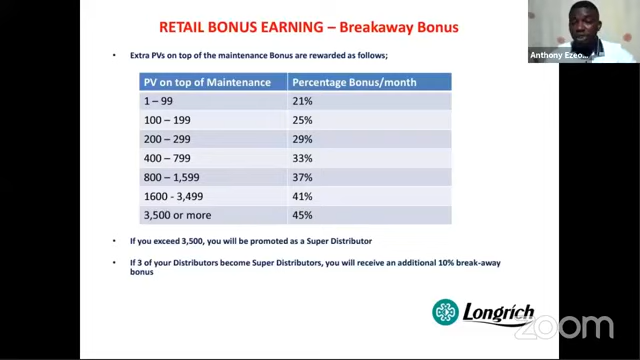 RETAIL BONUS EARNING – Breakaway Bonus
Extra PVs on top of the maintenance Bonus are rewarded as follows;
PV on top of Maintenance Percentage Bonus/month
1 – 99 21%
100 – 199 25%
200 – 299 29%
400 – 799 33%
800 – 1,599 37%
1600 - 3,499 41%
3,500 or more 45%
If you exceed 3,500, you will be promoted as a Super Distributor
If 3 of your Distributors become Super Distributors, you will receive an additional 10% break-away
bonus
Anthony Ezeo...
Longrich
zoom